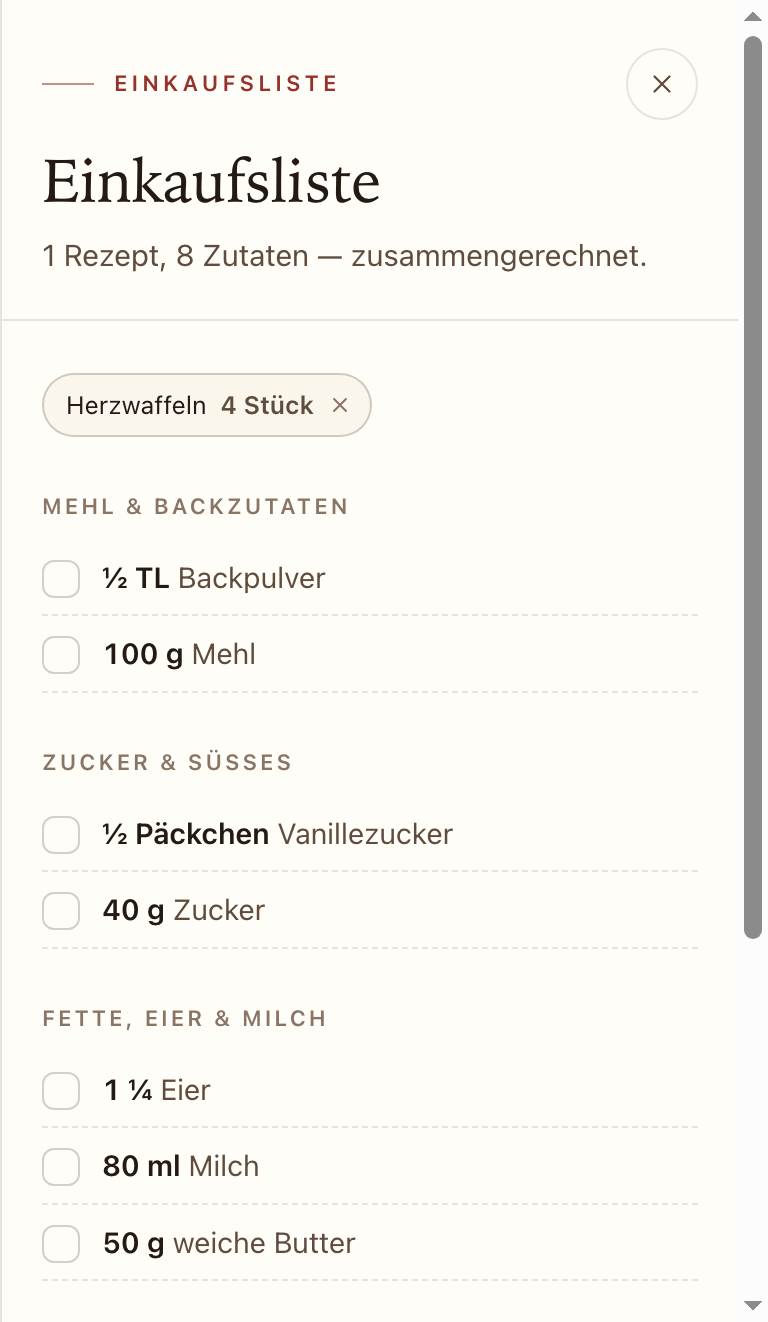 EINKAUFSLISTE
Einkaufsliste
1 Rezept, 8 Zutaten — zusammengerechnet.
Herzwaffeln 4 Stück ×
MEHL & BACKZUTATEN
½ TL Backpulver
100 g Mehl
ZUCKER & SÜSSES
½ Päckchen Vanillezucker
40 g Zucker
FETTE, EIER & MILCH
1 ¼ Eier
80 ml Milch
50 g weiche Butter